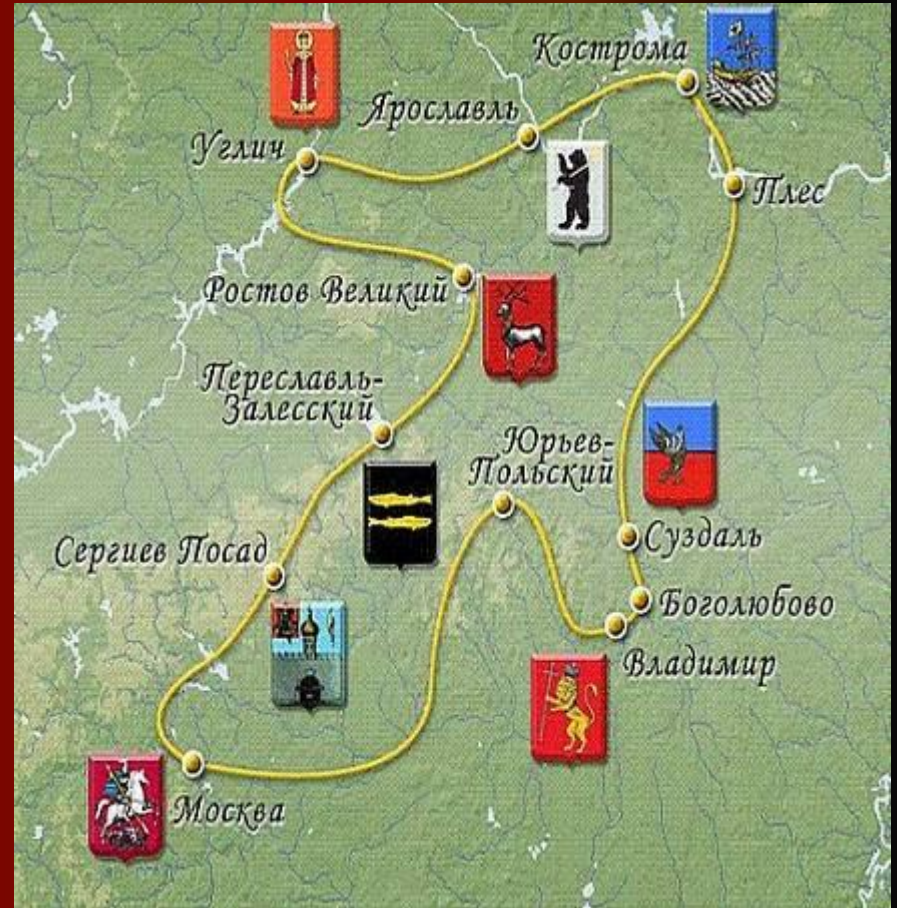 Кострома
Ярославль
Углич
Плес
Ростов Великий
Переславль-
Залесский
Юрьев-
Польский
Суздаль
Сергиев Посад
Боголюбово
Владимир
Москва